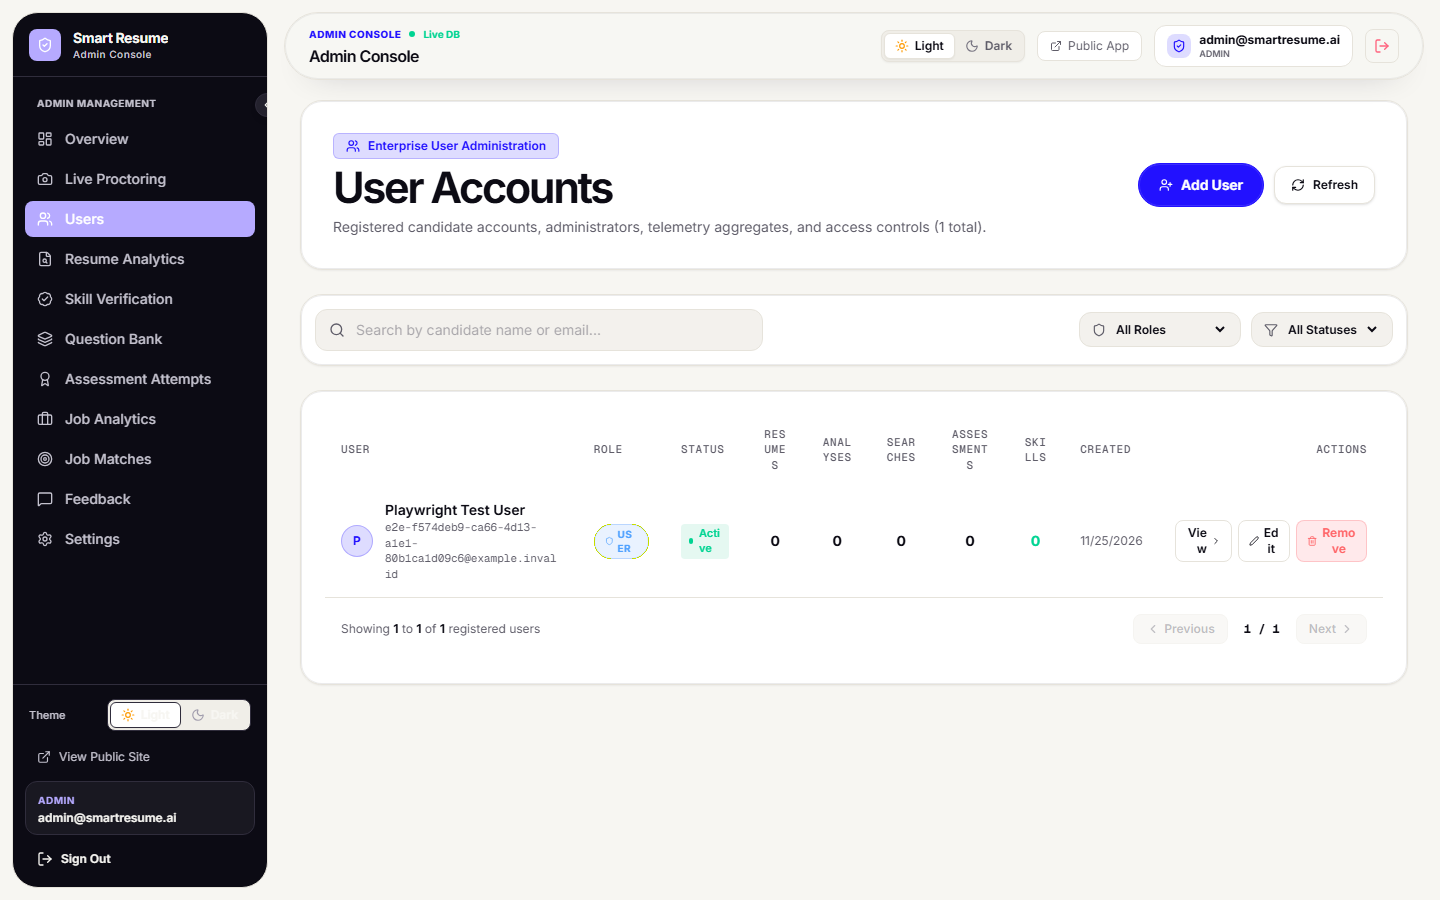 Smart Resume
Admin Console
ADMIN MANAGEMENT
Overview
Live Proctoring
Users
Resume Analytics
Skill Verification
Question Bank
Assessment Attempts
Job Analytics
Job Matches
Feedback
Settings
Theme
Light
Dark
View Public Site
ADMIN
admin@smartresume.ai
Sign Out
ADMIN CONSOLE
Live DB
Admin Console
Light
Dark
Public App
admin@smartresume.ai
ADMIN
Enterprise User Administration
User Accounts
Registered candidate accounts, administrators, telemetry aggregates, and access controls (1 total).
Add User
Refresh
Search by candidate name or email...
All Roles
All Statuses
USER
ROLE
STATUS
RES
UME
S
ANAL
YSES
SEAR
CHES
ASSES
SMENT
S
SKI
LLS
CREATED
ACTIONS
P
Playwright Test User
e2e-f574deb9-ca66-4d13-
a1e1-
80b1ca1d09c6@example.inval
id
US
ER
Acti
ve
0
0
0
0
0
11/25/2026
Vie
w
Ed
it
Remo
ve
Showing 1 to 1 of 1 registered users
Previous
1 / 1
Next